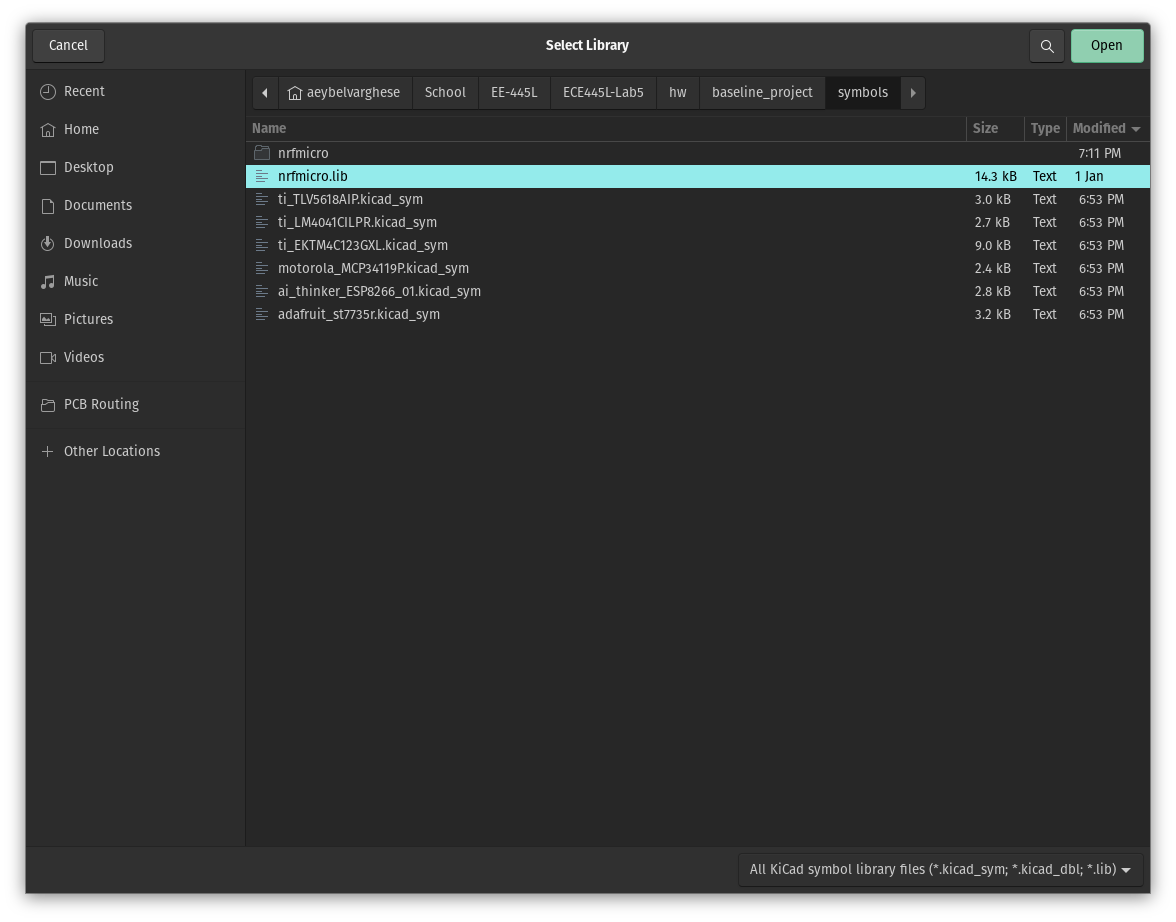 Cancel Select Library Open
Recent
Home
Desktop
Documents
Downloads
Music
Pictures
Videos
PCB Routing
Other Locations
aeybelvarghese School EE-445L ECE445L-Lab5 hw baseline_project symbols
Name Size Type Modified
nrfmicro 7:11 PM
nrfmicro.lib 14.3 kB Text 1 Jan
ti_TLV5618AIP.kicad_sym 3.0 kB Text 6:53 PM
ti_LM4041CILPR.kicad_sym 2.7 kB Text 6:53 PM
ti_EKTM4C123GXL.kicad_sym 9.0 kB Text 6:53 PM
motorola_MCP34119P.kicad_sym 2.4 kB Text 6:53 PM
ai_thinker_ESP8266_01.kicad_sym 2.8 kB Text 6:53 PM
adafruit_st7735r.kicad_sym 3.2 kB Text 6:53 PM
All KiCad symbol library files (*.kicad_sym; *.kicad_dbl; *.lib)